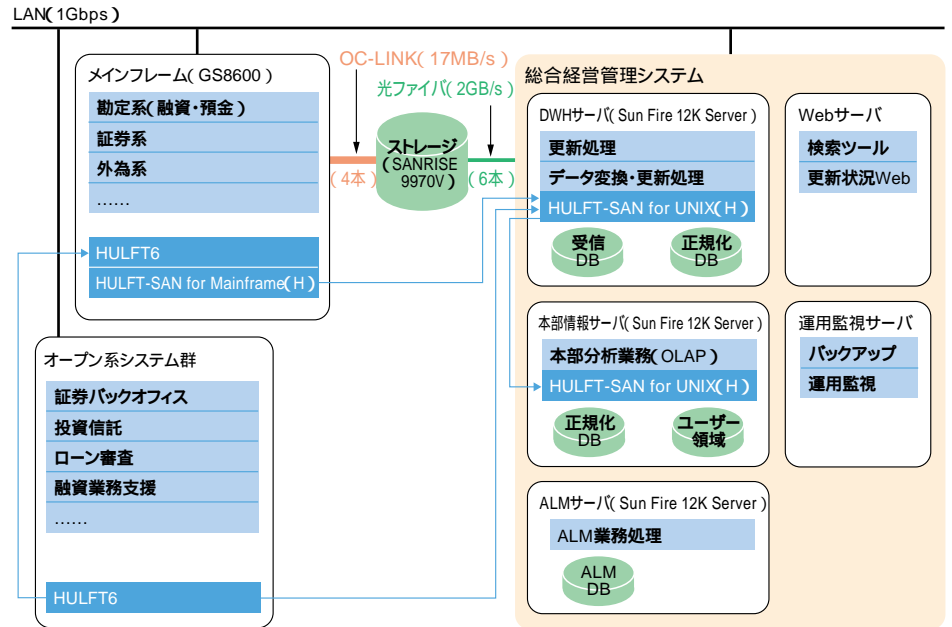 LAN(1Gbps)
メインフレーム(GS8600)
勘定系(融資・預金)
証券系
外為系
……
HULFT6
HULFT-SAN for Mainframe(H)
OC-LINK(17MB/s)
光ファイバ(2GB/s)
ストレージ
(SANRISE
9970V)
(4本)
(6本)
オープン系システム群
証券バックオフィス
投資信託
ローン審査
融資業務支援
……
HULFT6
総合経営管理システム
DWHサーバ(Sun Fire 12K Server)
更新処理
データ変換・更新処理
HULFT-SAN for UNIX(H)
受信
DB
正規化
DB
Webサーバ
検索ツール
更新状況Web
本部情報サーバ(Sun Fire 12K Server)
本部分析業務(OLAP)
HULFT-SAN for UNIX(H)
正規化
DB
ユーザー
領域
運用監視サーバ
バックアップ
運用監視
ALMサーバ(Sun Fire 12K Server)
ALM業務処理
ALM
DB